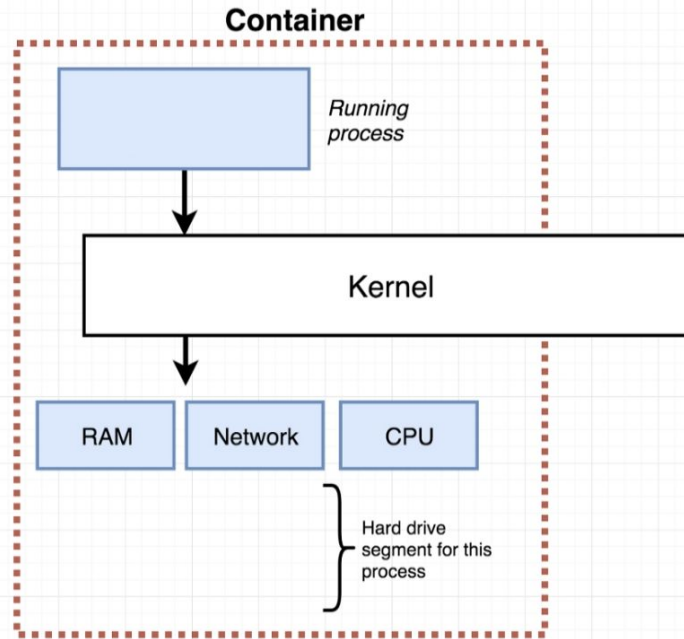 Container
Running
process
Kernel
RAM
Network
CPU
Hard drive
segment for this
process